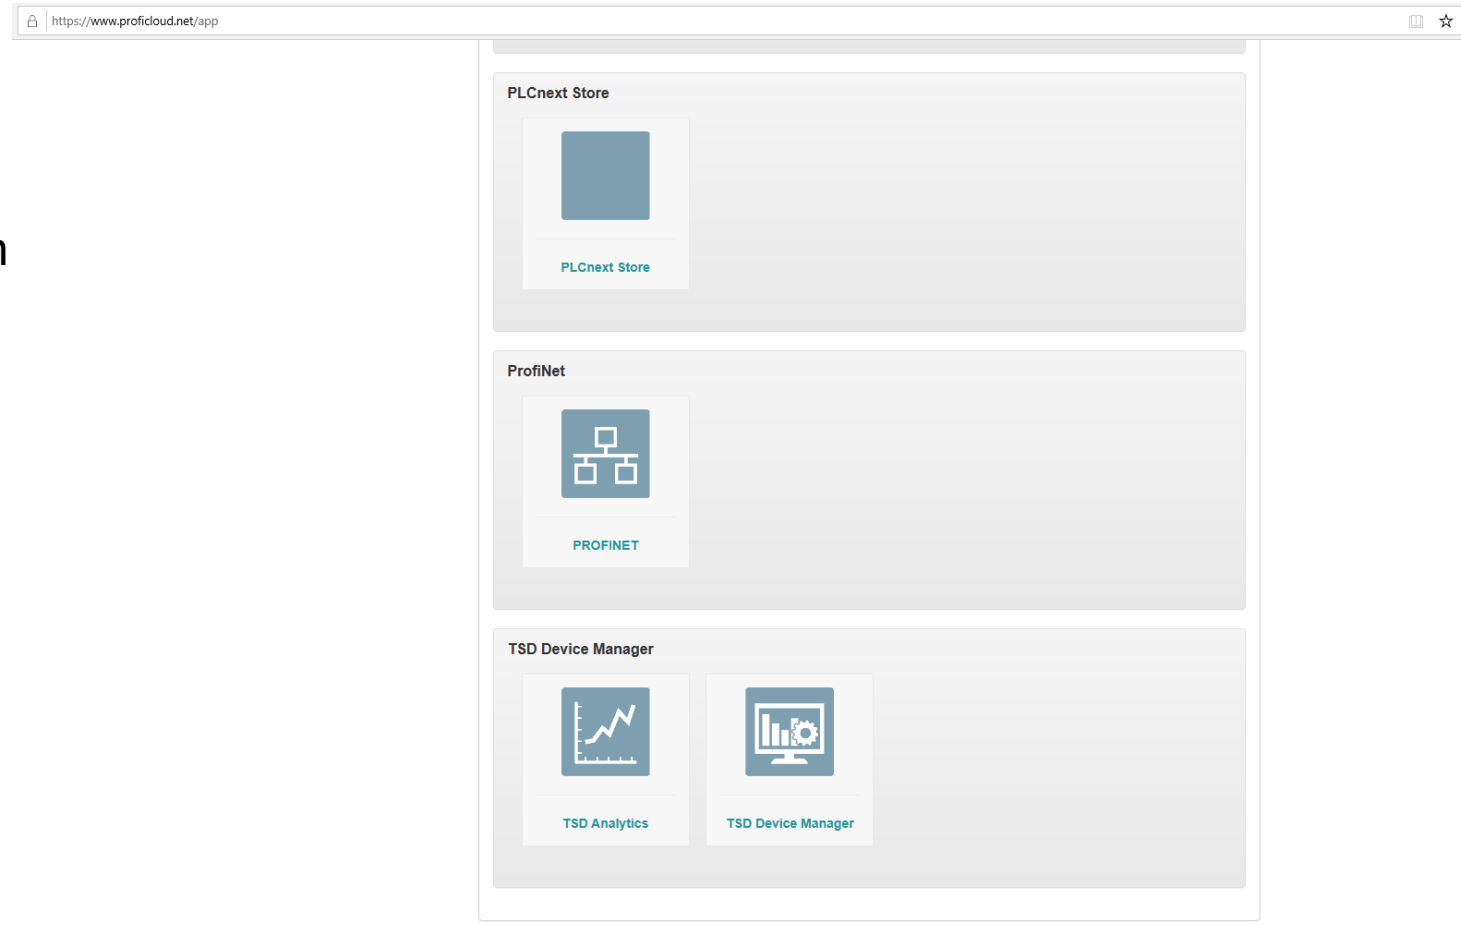 https://www.proficloud.net/app
PLCnext Store
PLCnext Store
n
ProfiNet
PROFINET
TSD Device Manager
TSD Analytics
TSD Device Manager